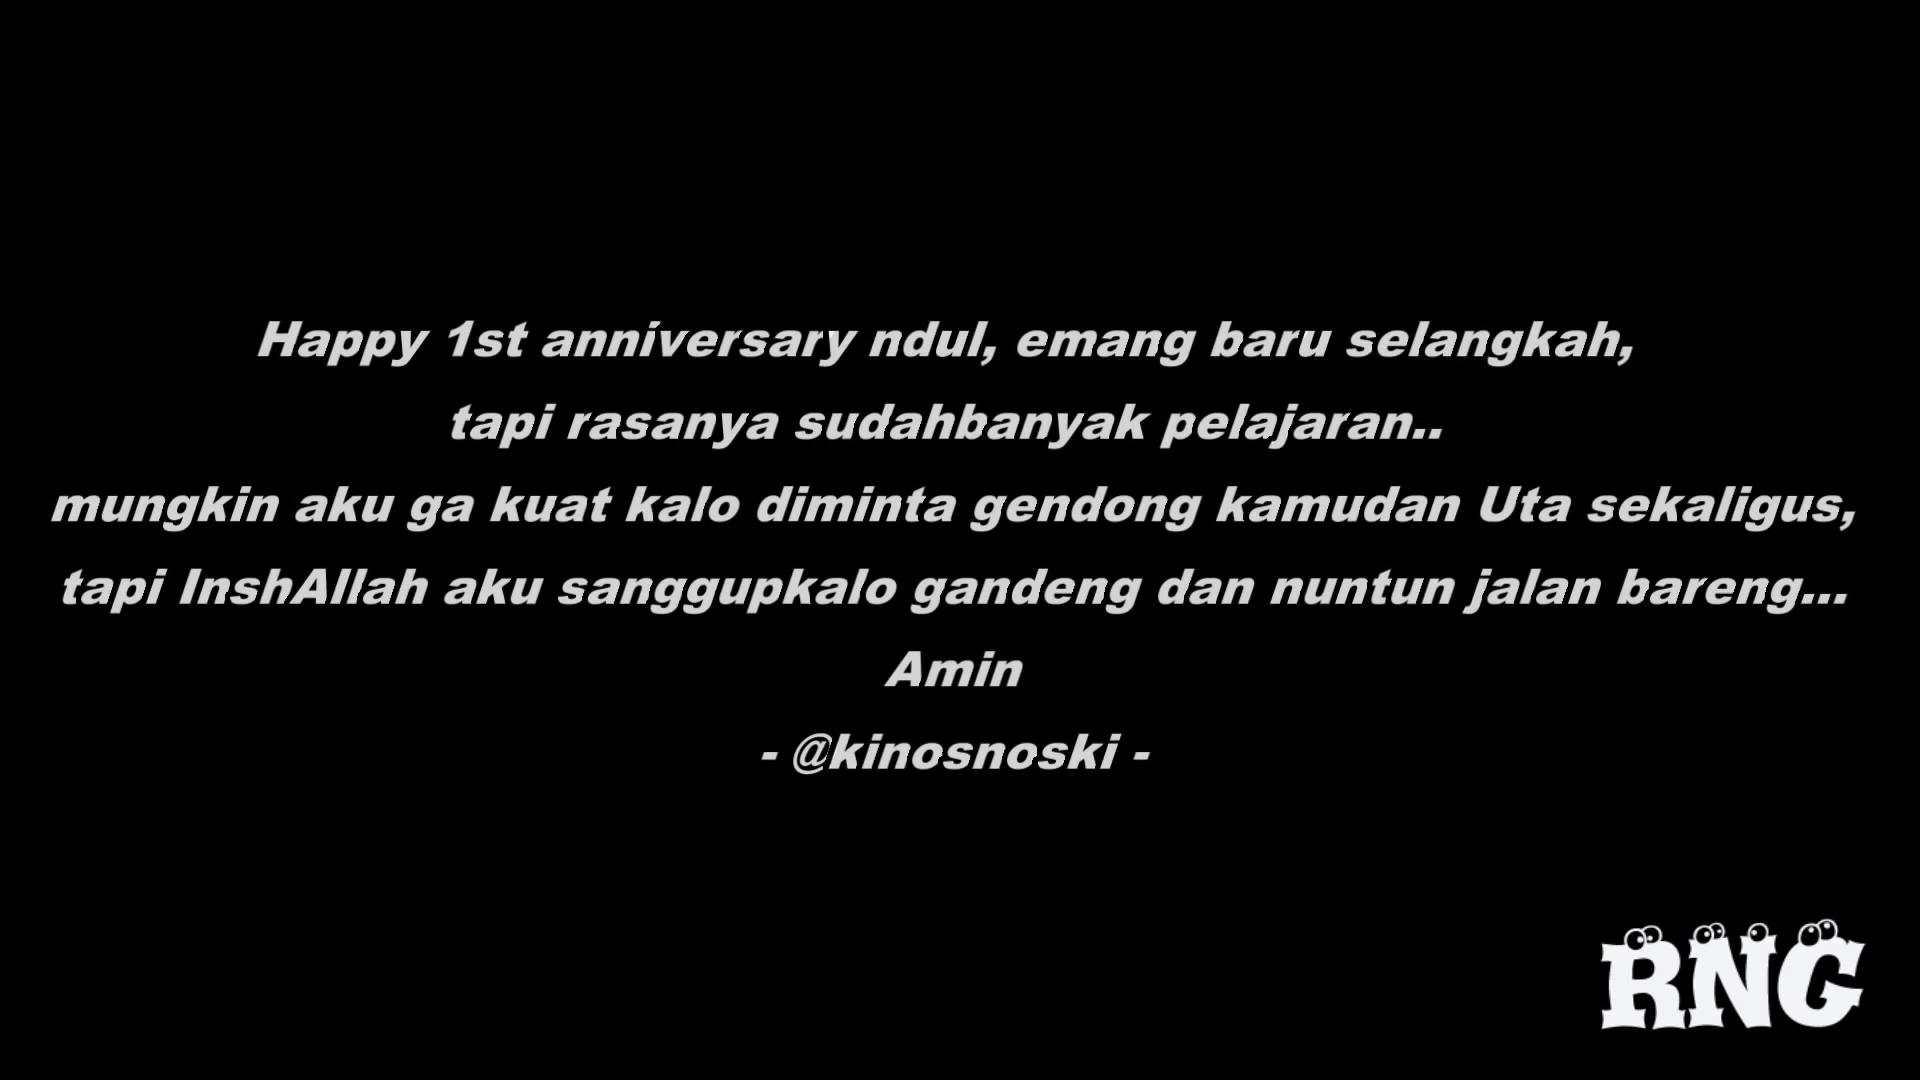 Happy 1st anniversary ndul, emang baru selangkah,
tapi rasanya sudahbanyak pelajaran..
mungkin aku ga kuat kalo diminta gendong kamudan Uta sekaligus,
tapi InshAllah aku sanggupkalo gandeng dan nuntun jalan bareng...
Amin
- @kinosnoski -
RNG